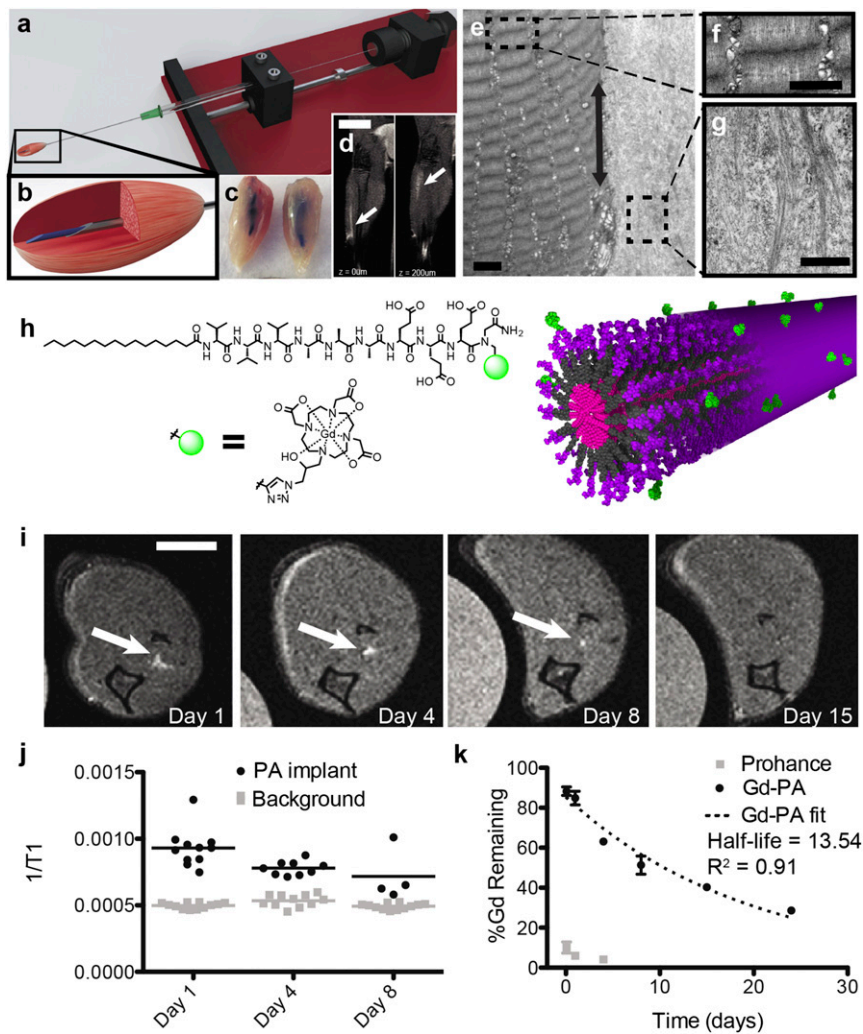 a
b
c
d
z = 0um
z = 200um
e
f
g
h
O
N
H
O
H
N
O
N
H
O
H
N
O
N
H
O
H
N
O
HO
O
N
H
O
HO
O
H
N
O
O
OH
N
O
NH2
=
O
O
N
N
O
O
Gd
HO
N
N
O
O
N
N=N
i
Day 1
Day 4
Day 8
Day 15
j
0.0015
0.0010
0.0005
0.0000
1/T1
PA implant
Background
Day 1
Day 4
Day 8
k
100
80
60
40
20
0
%Gd Remaining
Prohance
Gd-PA
Gd-PA fit
Half-life = 13.54
R² = 0.91
0
10
20
30
Time (days)